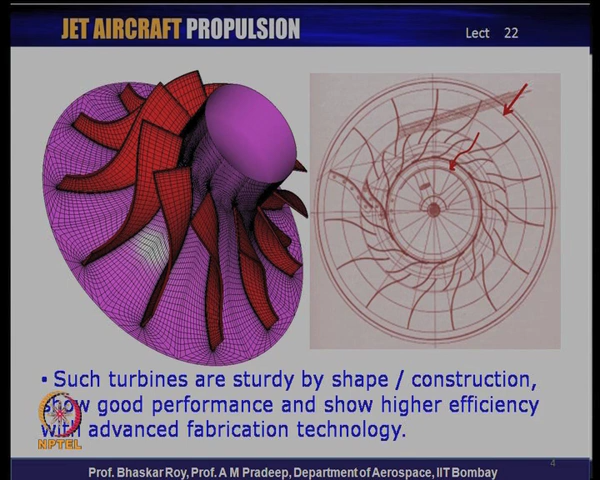 JET AIRCRAFT PROPULSION
Lect 22
▪ Such turbines are sturdy by shape / construction,
show good performance and show higher efficiency
with advanced fabrication technology.
NPTEL
4
Prof. Bhaskar Roy, Prof. A M Pradeep, Department of Aerospace, IIT Bombay